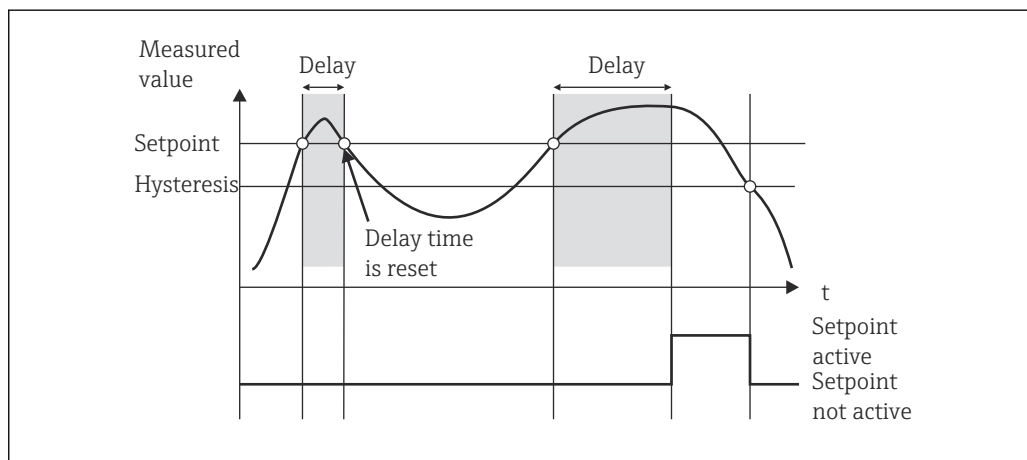 Measured
value
Delay
Delay
Setpoint
Hysteresis
Delay time
is reset
t
Setpoint
active
Setpoint
not active